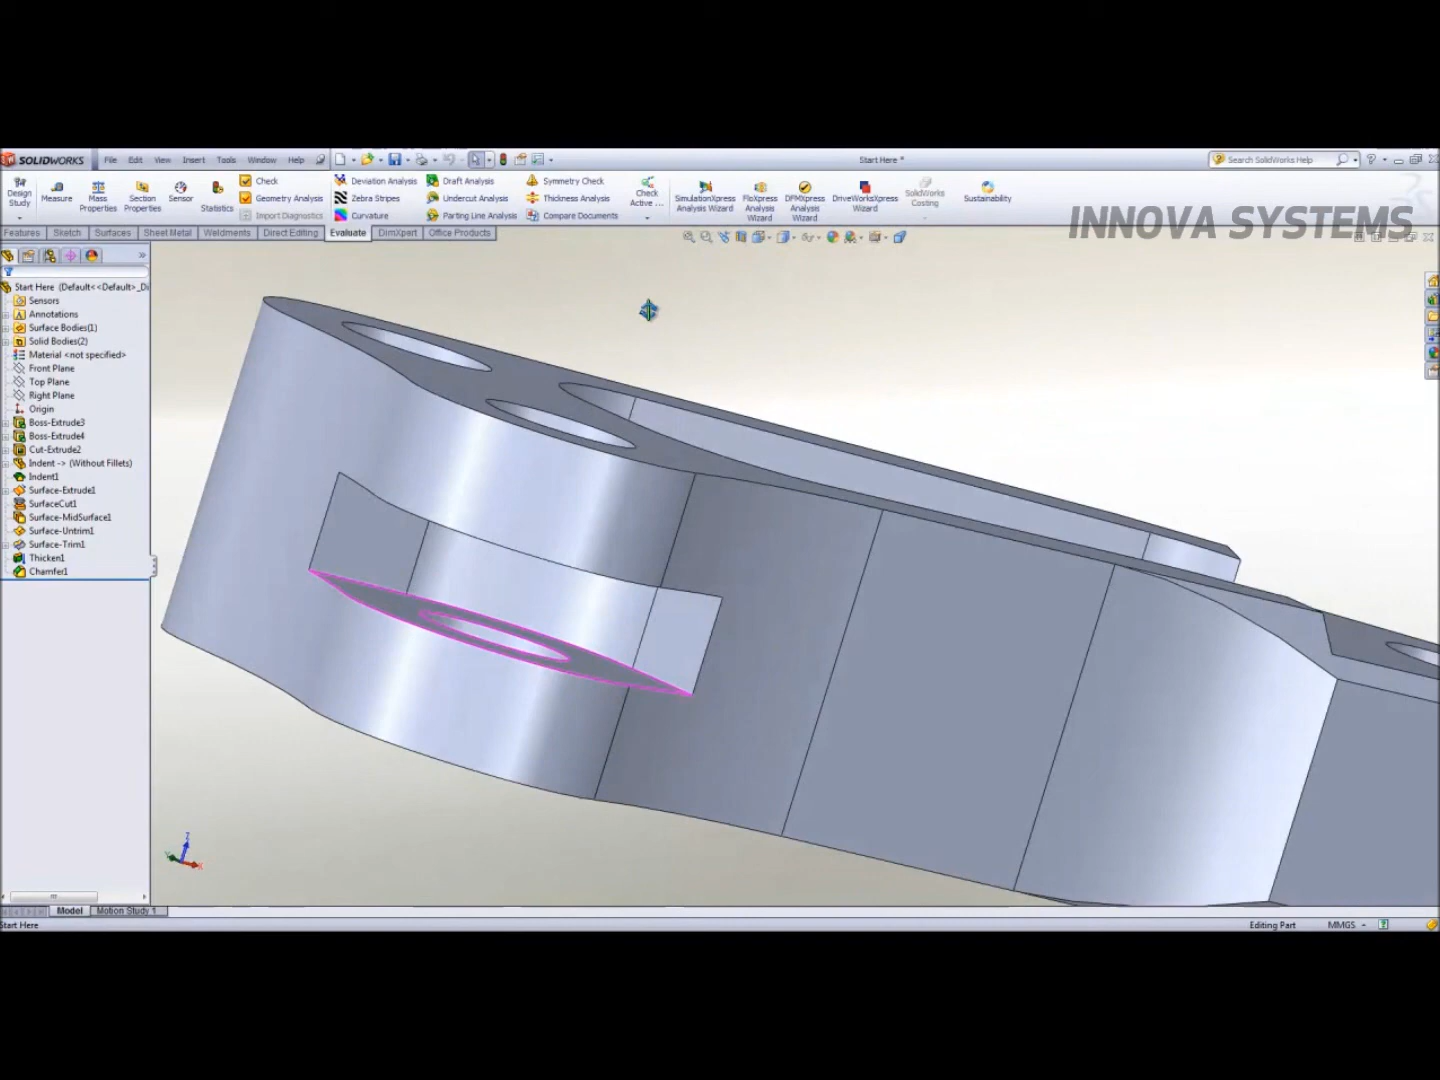 SOLIDWORKS File Edit View Insert Tools Window Help Start Here * Search SolidWorks Help
Design Study Measure Mass Properties Section Properties Sensor Statistics Check Geometry Analysis Import Diagnostics Deviation Analysis Zebra Stripes Curvature Draft Analysis Undercut Analysis Parting Line Analysis Symmetry Check Thickness Analysis Compare Documents Check Active ... SimulationXpress Analysis Wizard FloXpress Analysis Wizard DFMXpress Analysis Wizard DriveWorksXpress Wizard SolidWorks Costing Sustainability
INNOVA SYSTEMS
Features Sketch Surfaces Sheet Metal Weldments Direct Editing Evaluate DimXpert Office Products
Start Here (Default<<Default>_Di
Sensors
Annotations
Surface Bodies(1)
Solid Bodies(2)
Material <not specified>
Front Plane
Top Plane
Right Plane
Origin
Boss-Extrude3
Boss-Extrude4
Cut-Extrude2
Indent -> (Without Fillets)
Indent1
Surface-Extrude1
SurfaceCut1
Surface-MidSurface1
Surface-Untrim1
Surface-Trim1
Thicken1
Chamfer1
Z
Y
X
Model Motion Study 1
Start Here Editing Part MMGS